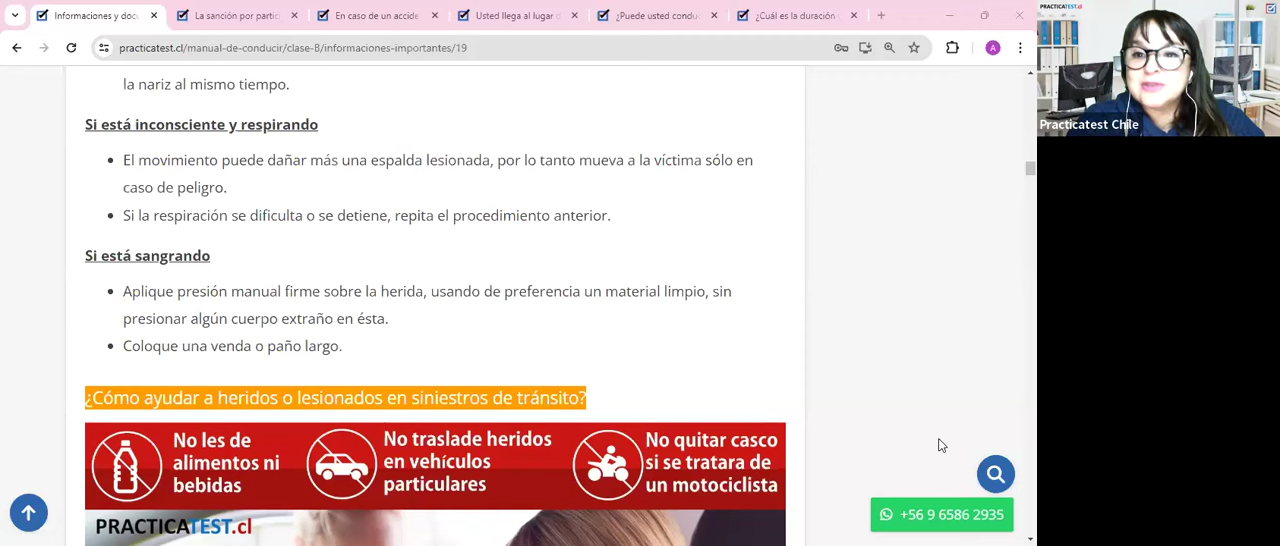 Informaciones y docu
La sanción por partici
En caso de un accide
Usted llega al lugar d
¿Puede usted condu
¿Cuál es la duración
practicatest.cl/manual-de-conducir/clase-B/informaciones-importantes/19
A
PRACTICATEST.cl
Practicatest Chile
la nariz al mismo tiempo.
Si está inconsciente y respirando
El movimiento puede dañar más una espalda lesionada, por lo tanto mueva a la víctima sólo en
caso de peligro.
Si la respiración se dificulta o se detiene, repita el procedimiento anterior.
Si está sangrando
Aplique presión manual firme sobre la herida, usando de preferencia un material limpio, sin
presionar algún cuerpo extraño en ésta.
Coloque una venda o paño largo.
¿Cómo ayudar a heridos o lesionados en siniestros de tránsito?
No les de
alimentos ni
bebidas
No traslade heridos
en vehículos
particulares
No quitar casco
si se tratara de
un motociclista
PRACTICATEST.cl
+56 9 6586 2935